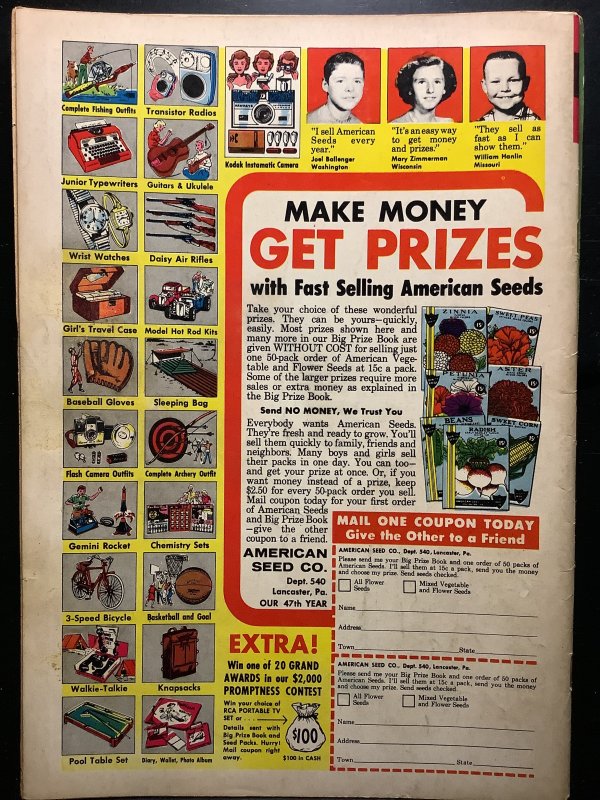 Complete Fishing Outfits
Transistor Radios
Kodak Instamatic Camera
"I sell American
Seeds every
year."
Joel Ballenger
Washington
"It's an easy way
to get money
and prizes."
Mary Zimmerman
Wisconsin
"They sell as
fast as I can
show them."
William Hanlin
Missouri
Junior Typewriters
Guitars & Ukulele
Wrist Watches
Daisy Air Rifles
Girl's Travel Case
Model Hot Rod Kits
Baseball Gloves
Sleeping Bag
Flash Camera Outfits
Complete Archery Outfit
Gemini Rocket
Chemistry Sets
3-Speed Bicycle
Basketball and Goal
Walkie-Talkie
Knapsacks
Pool Table Set
Diary, Wallet, Photo Album
MAKE MONEY
GET PRIZES
with Fast Selling American Seeds
Take your choice of these wonderful
prizes. They can be yours—quickly,
easily. Most prizes shown here and
many more in our Big Prize Book are
given WITHOUT COST for selling just
one 50-pack order of American Vege-
table and Flower Seeds at 15c a pack.
Some of the larger prizes require more
sales or extra money as explained in
the Big Prize Book.
Send NO MONEY, We Trust You
Everybody wants American Seeds.
They're fresh and ready to grow. You'll
sell them quickly to family, friends and
neighbors. Many boys and girls sell
their packs in one day. You can too—
and get your prize at once. Or, if you
want money instead of a prize, keep
$2.50 for every 50-pack order you sell.
Mail coupon today for your first order
of American Seeds
and Big Prize Book
—give the other
coupon to a friend.
AMERICAN
SEED CO.
Dept. 540
Lancaster, Pa.
OUR 47th YEAR
ZINNIA
15¢
SWEET PEAS
15¢
PETUNIA
ASTER
15¢
BEANS
SWEET CORN
RADISH
15¢
MAIL ONE COUPON TODAY
Give the Other to a Friend
AMERICAN SEED CO., Dept. 540, Lancaster, Pa.
Please send me your Big Prize Book and one order of 50 packs of
American Seeds. I'll sell them at 15c a pack, send you the money
and choose my prize. Send seeds checked.
All Flower
Seeds
Mixed Vegetable
and Flower Seeds
Name
Address
Town State
AMERICAN SEED CO., Dept. 540, Lancaster, Pa.
Please send me your Big Prize Book and one order of 50 packs of
American Seeds. I'll sell them at 15c a pack, send you the money
and choose my prize. Send seeds checked.
All Flower
Seeds
Mixed Vegetable
and Flower Seeds
Name
Address
Town State
EXTRA!
Win one of 20 GRAND
AWARDS in our $2,000
PROMPTNESS CONTEST
Win your choice of
RCA PORTABLE TV
SET or
Details sent with
Big Prize Book and
Seed Packs. Hurry!
Mail coupon right
away.
$100
$100 in CASH